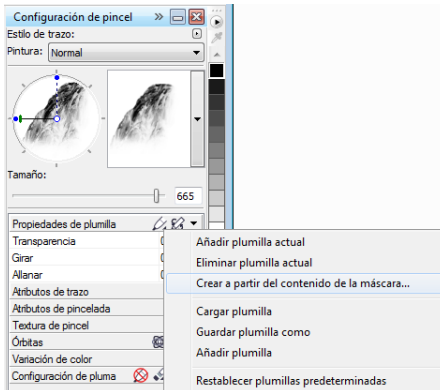 Configuración de pincel
Estilo de trazo:
Pintura: Normal
Tamaño:
665
Propiedades de plumilla
Transparencia
Girar
Allanar
Atributos de trazo
Atributos de pincelada
Textura de pincel
Órbitas
Variación de color
Configuración de pluma
Añadir plumilla actual
Eliminar plumilla actual
Crear a partir del contenido de la máscara...
Cargar plumilla
Guardar plumilla como
Añadir plumilla
Restablecer plumillas predeterminadas